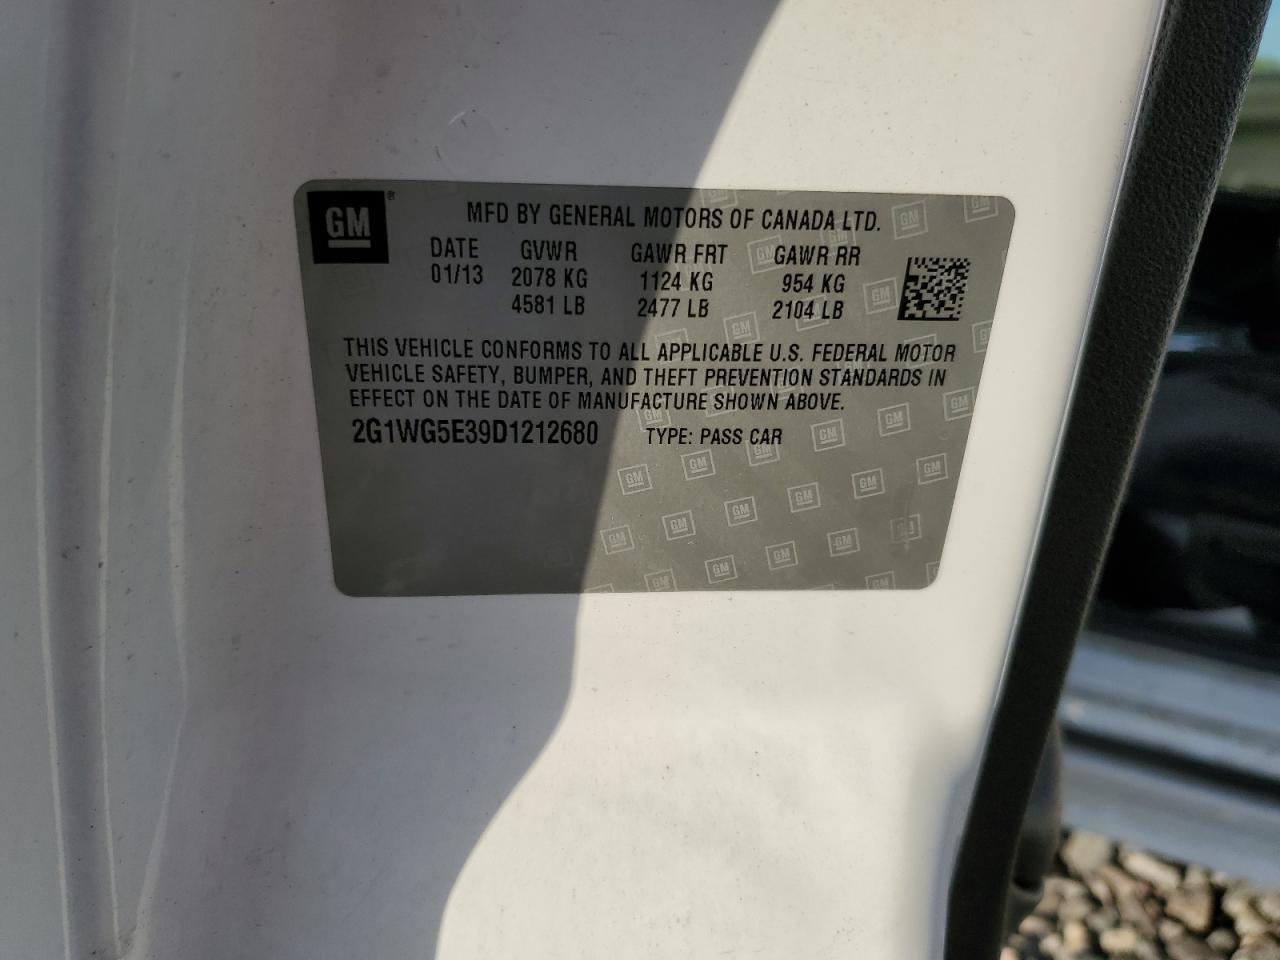 GM ®
MFD BY GENERAL MOTORS OF CANADA LTD.
DATE GVWR GAWR FRT GAWR RR
01/13 2078 KG 1124 KG 954 KG
4581 LB 2477 LB 2104 LB
THIS VEHICLE CONFORMS TO ALL APPLICABLE U.S. FEDERAL MOTOR
VEHICLE SAFETY, BUMPER, AND THEFT PREVENTION STANDARDS IN
EFFECT ON THE DATE OF MANUFACTURE SHOWN ABOVE.
2G1WG5E39D1212680 TYPE: PASS CAR